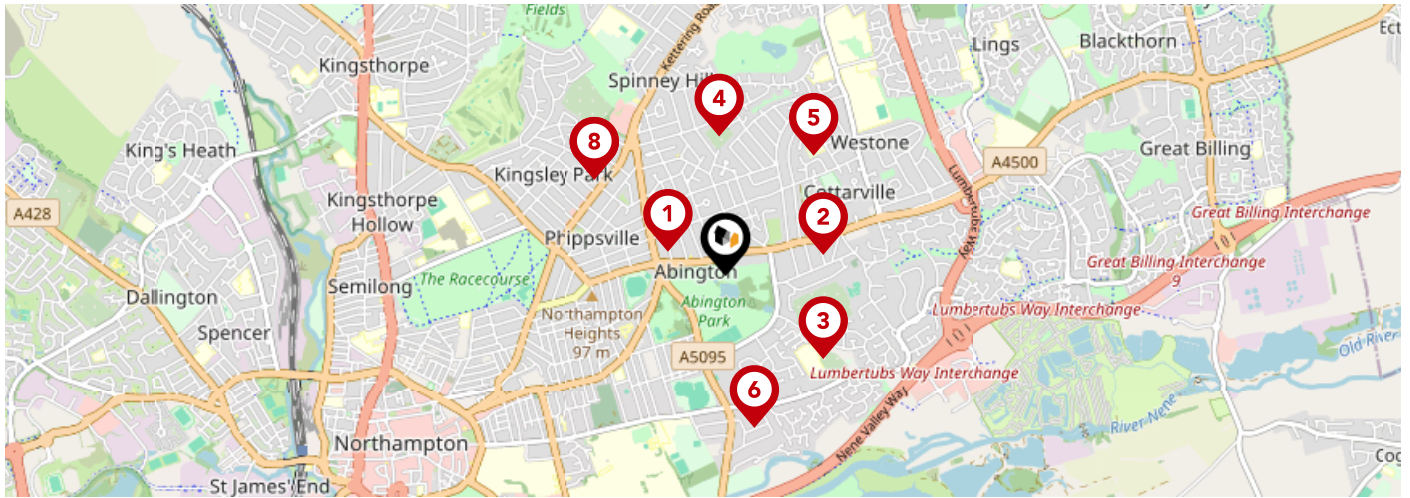 Fields
Kettering Road
Kingsthorpe
Spinney Hill
Lings
Blackthorn
Ect
4
5
8
King's Heath
Westone
A4500
Great Billing
Kingsley Park
Kingsthorpe
Hollow
Cottarville
Lumbertubs Way
A428
1
2
Great Billing Interchange
Phippsville
Abington
Great Billing Interchange
9
The Racecourse
Semilong
Dallington
Abington
Park
Northampton
Heights
97 m
Lumbertubs Way Interchange
3
Spencer
A5095
Old River
Lumbertubs Way Interchange
6
Nene Valley Way
River Nene
Northampton
Cog
St James' End